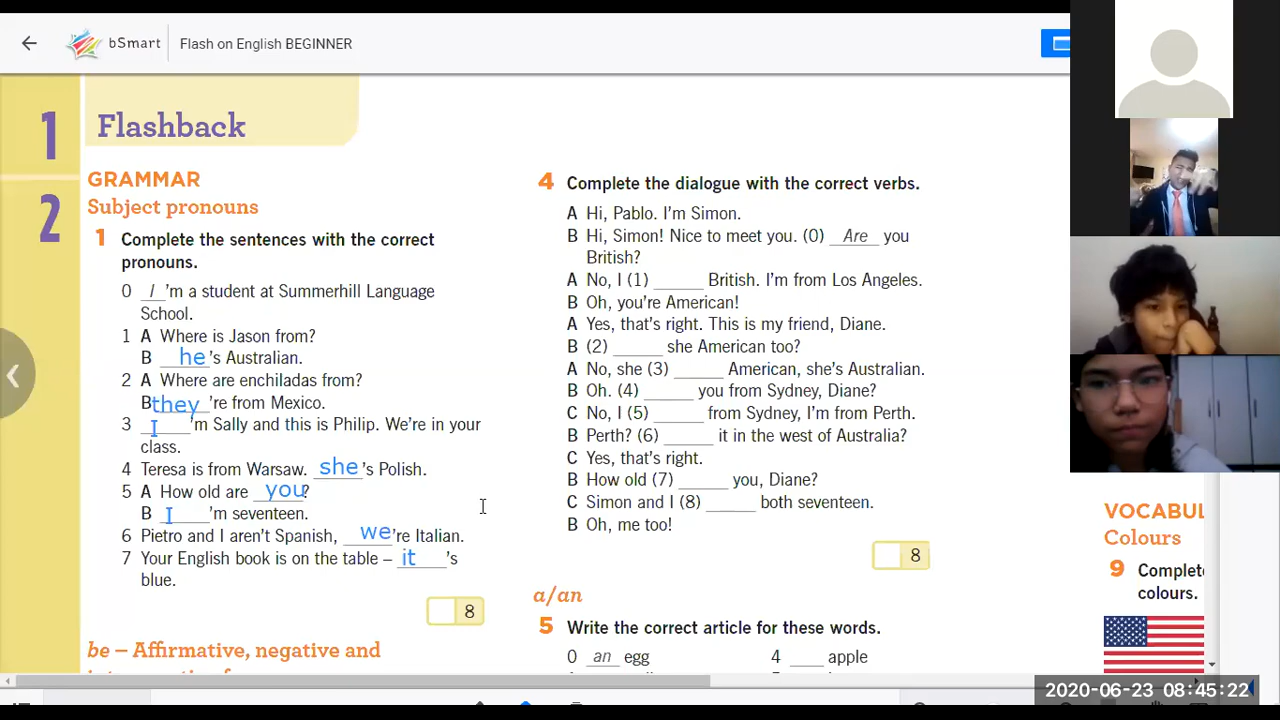 bSmart
Flash on English BEGINNER
1
Flashback
2
GRAMMAR
Subject pronouns
1 Complete the sentences with the correct
pronouns.
0 I 'm a student at Summerhill Language
School.
1 A Where is Jason from?
B he 's Australian.
2 A Where are enchiladas from?
B they 're from Mexico.
3 I 'm Sally and this is Philip. We're in your
class.
4 Teresa is from Warsaw. she 's Polish.
5 A How old are you?
B I 'm seventeen.
6 Pietro and I aren't Spanish, we're Italian.
7 Your English book is on the table – it 's
blue.
8
be – Affirmative, negative and
4 Complete the dialogue with the correct verbs.
A Hi, Pablo. I'm Simon.
B Hi, Simon! Nice to meet you. (0) Are you
British?
A No, I (1) _____ British. I'm from Los Angeles.
B Oh, you're American!
A Yes, that's right. This is my friend, Diane.
B (2) _____ she American too?
A No, she (3) _____ American, she's Australian.
B Oh. (4) _____ you from Sydney, Diane?
C No, I (5) _____ from Sydney, I'm from Perth.
B Perth? (6) _____ it in the west of Australia?
C Yes, that's right.
B How old (7) _____ you, Diane?
C Simon and I (8) _____ both seventeen.
B Oh, me too!
8
a/an
5 Write the correct article for these words.
0 an egg
4 ___ apple
VOCABUL
Colours
9 Complet
colours.
2020-06-23 08:45:22